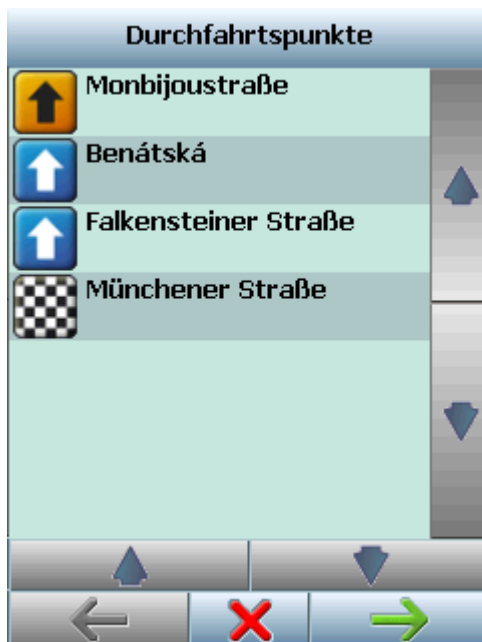 Durchfahrtspunkte
Monbijoustraße
Benátská
Falkensteiner Straße
Münchener Straße